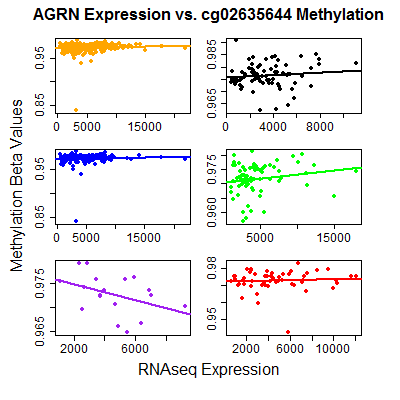 AGRN Expression vs. cg02635644 Methylation
Methylation Beta Values
0.85 0.95
0 5000 15000
0.965 0.985
0 4000 8000
0.85 0.95
0 5000 15000
0.960 0.975
5000 15000
0.965 0.975
2000 6000
0.95 0.98
2000 6000 10000
RNAseq Expression